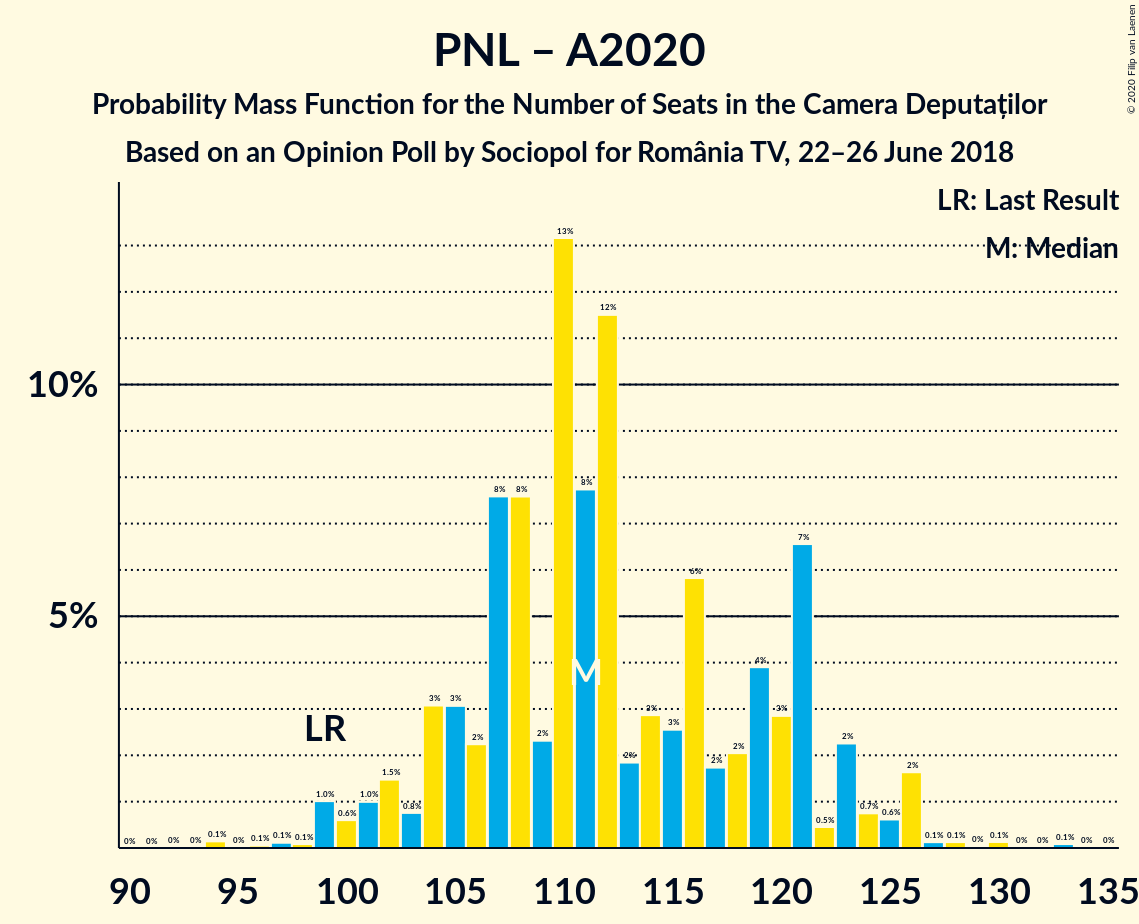 PNL – A2020
Probability Mass Function for the Number of Seats in the Camera Deputaților
Based on an Opinion Poll by Sociopol for România TV, 22–26 June 2018
© 2020 Filip van Laenen
LR: Last Result
M: Median
10%
5%
LR
M
0% 0% 0% 0% 0.1% 0% 0.1% 0.1% 0.1% 1.0% 0.6% 1.0% 1.5% 0.8% 3% 3% 2% 8% 8% 2% 13% 8% 12% 2% 3% 3% 6% 2% 2% 4% 3% 7% 0.5% 2% 0.7% 0.6% 2% 0.1% 0.1% 0% 0.1% 0% 0% 0.1% 0% 0%
90 95 100 105 110 115 120 125 130 135